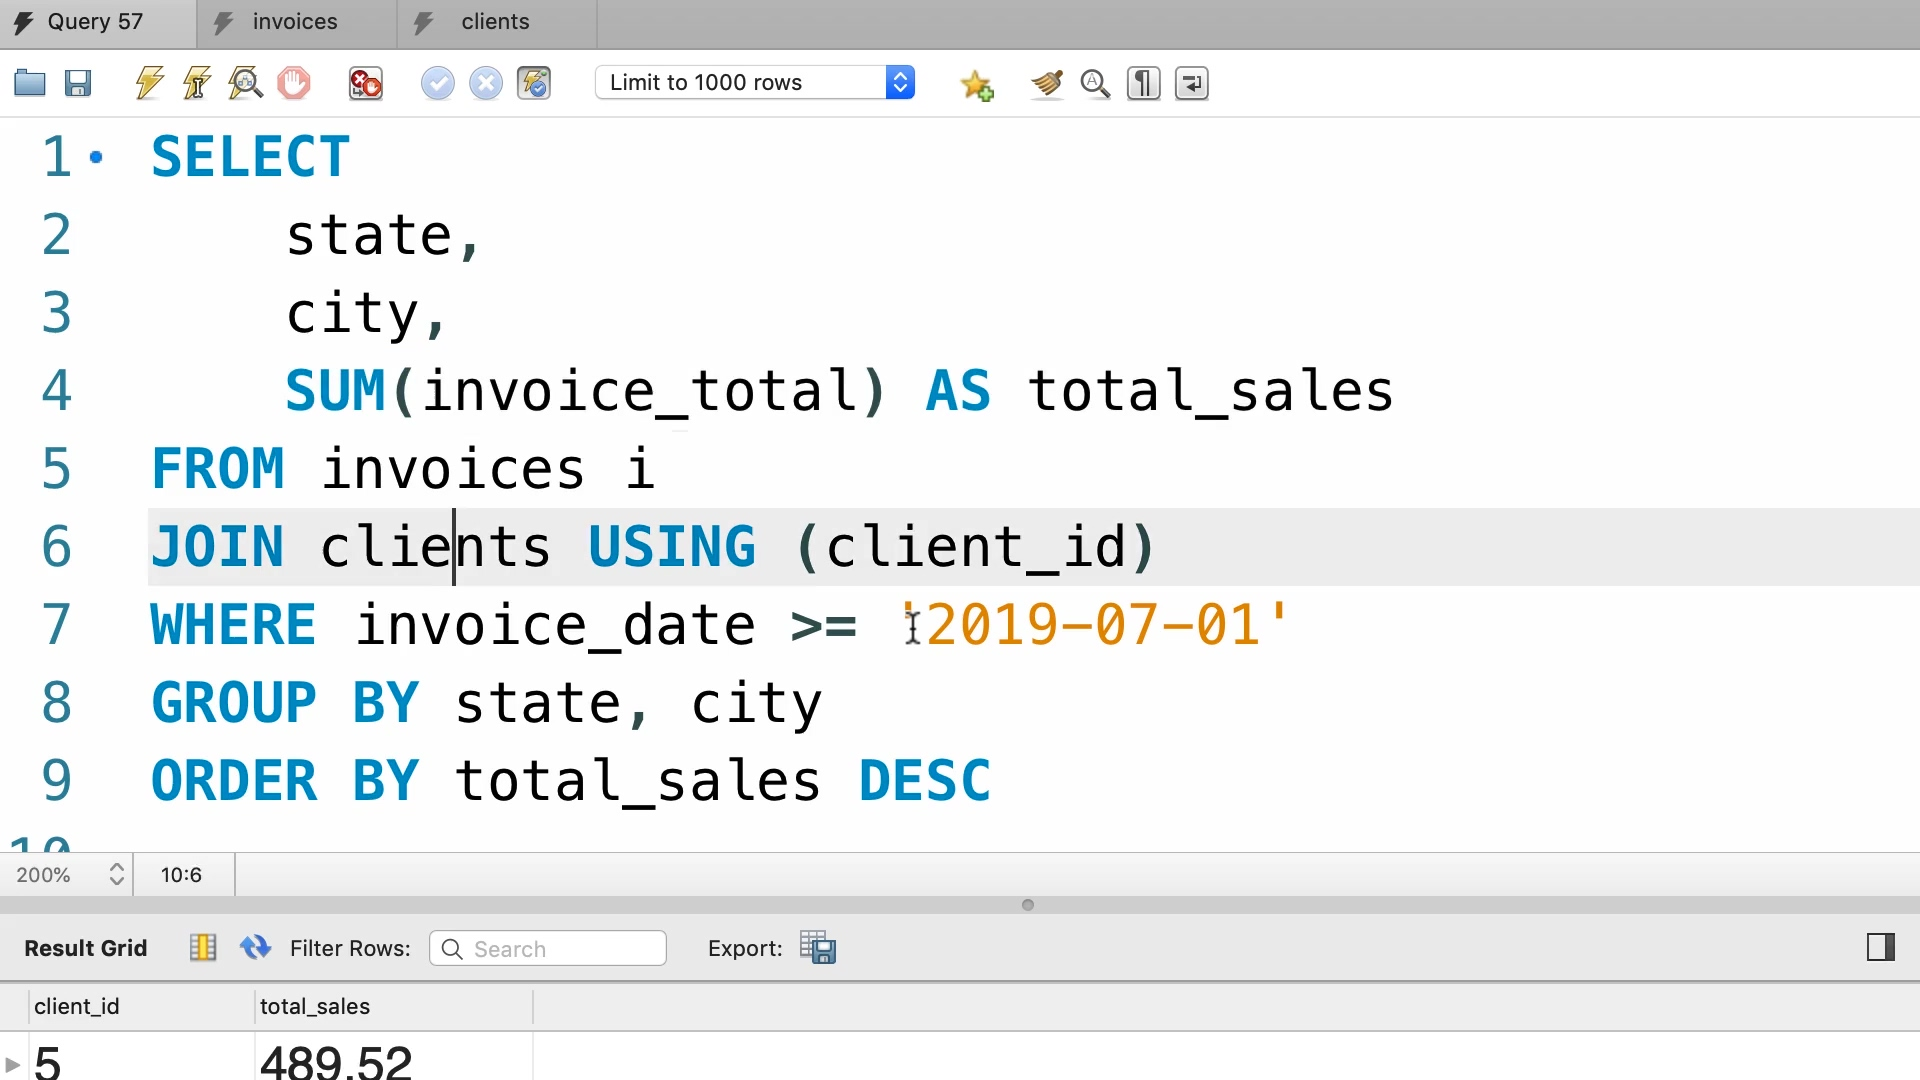 Query 57 invoices clients
Limit to 1000 rows
1 SELECT
2 state,
3 city,
4 SUM(invoice_total) AS total_sales
5 FROM invoices i
6 JOIN clients USING (client_id)
7 WHERE invoice_date >= '2019-07-01'
8 GROUP BY state, city
9 ORDER BY total_sales DESC
10
200% 10:6
Result Grid Filter Rows: Search Export:
client_id total_sales
5 489.52